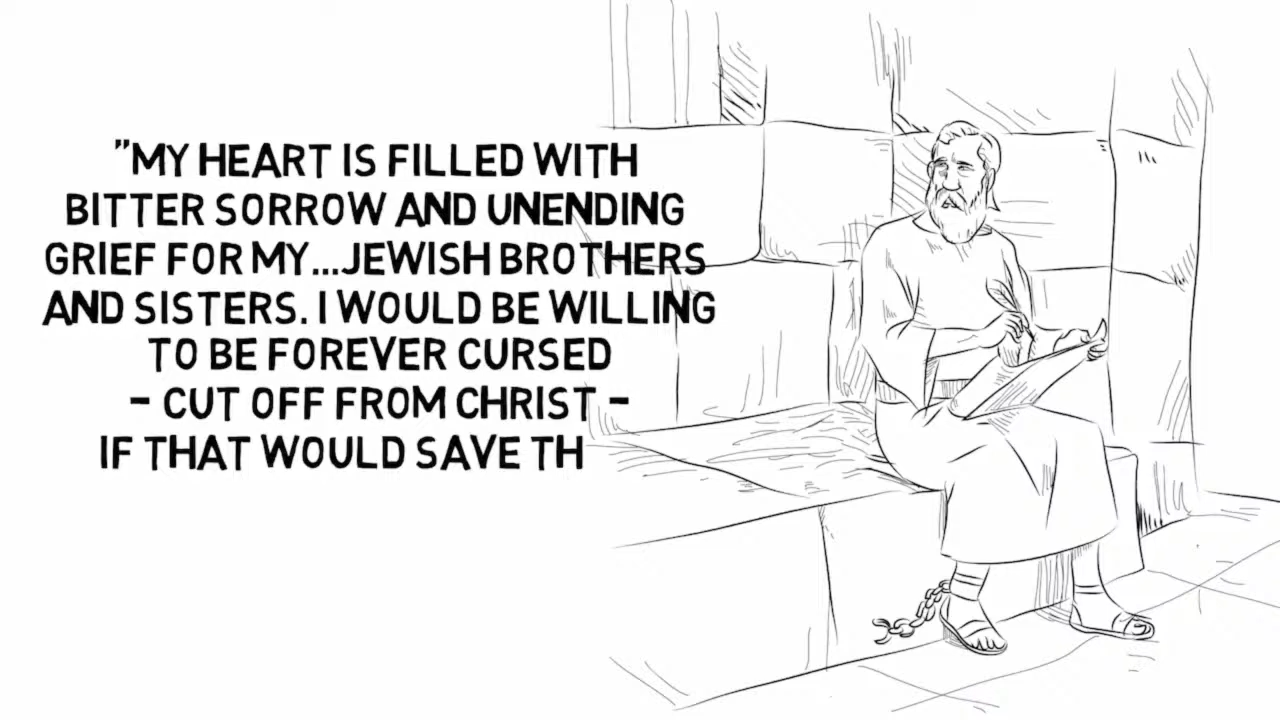 "MY HEART IS FILLED WITH
BITTER SORROW AND UNENDING
GRIEF FOR MY...JEWISH BROTHERS
AND SISTERS. I WOULD BE WILLING
TO BE FOREVER CURSED
- CUT OFF FROM CHRIST -
IF THAT WOULD SAVE TH